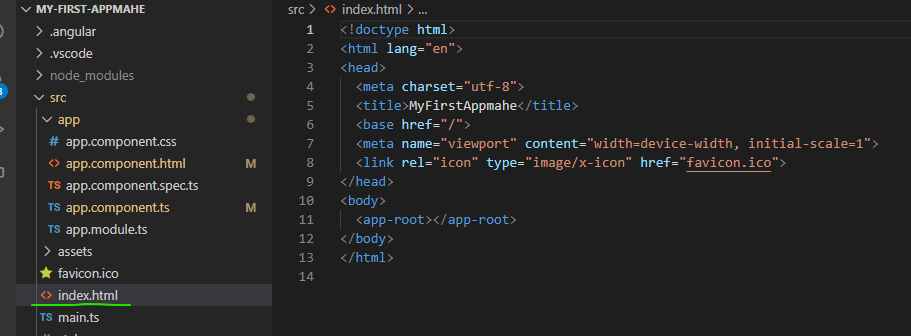 MY-FIRST-APPMAHE
.angular
.vscode
node_modules
src
app
app.component.css
<> app.component.html M
TS app.component.spec.ts
TS app.component.ts M
TS app.module.ts
assets
favicon.ico
<> index.html
TS main.ts
src > <> index.html > ...
1 <!doctype html>
2 <html lang="en">
3 <head>
4 <meta charset="utf-8">
5 <title>MyFirstAppmahe</title>
6 <base href="/">
7 <meta name="viewport" content="width=device-width, initial-scale=1">
8 <link rel="icon" type="image/x-icon" href="favicon.ico">
9 </head>
10 <body>
11 <app-root></app-root>
12 </body>
13 </html>
14